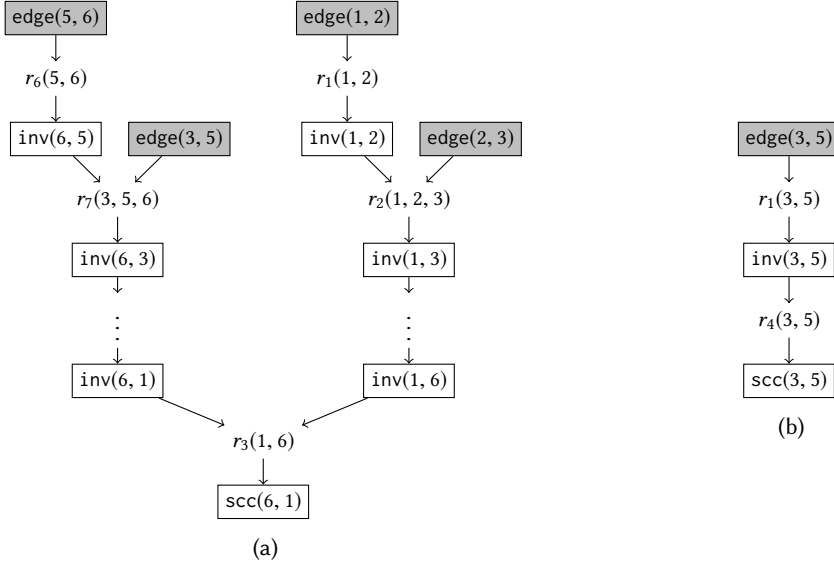 edge(5, 6) edge(1, 2)
r6(5, 6) r1(1, 2)
inv(6, 5) edge(3, 5) inv(1, 2) edge(2, 3) edge(3, 5)
r7(3, 5, 6) r2(1, 2, 3) r1(3, 5)
inv(6, 3) inv(1, 3) inv(3, 5)
r4(3, 5)
inv(6, 1) inv(1, 6) scc(3, 5)
(b)
r3(1, 6)
scc(6, 1)
(a)